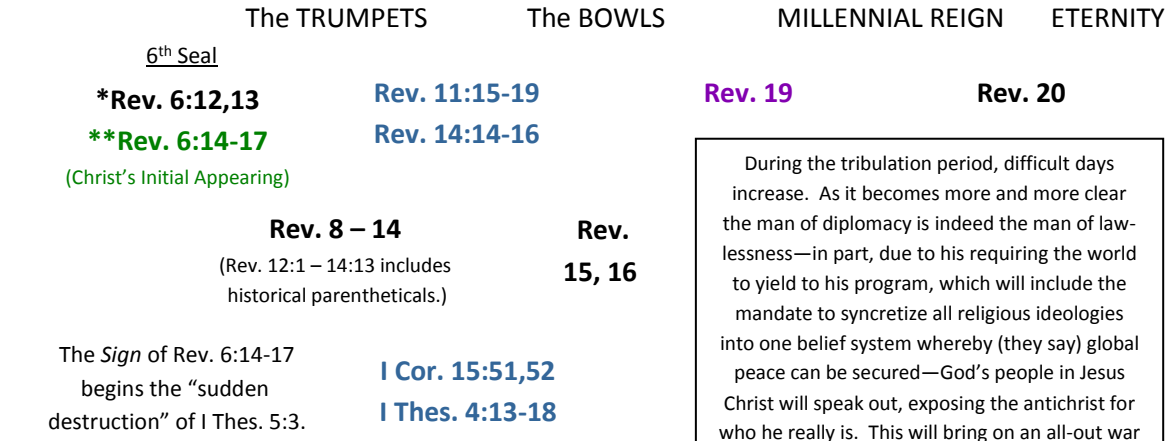 The TRUMPETS The BOWLS MILLENNIAL REIGN ETERNITY
6th Seal
*Rev. 6:12,13
**Rev. 6:14-17
(Christ's Initial Appearing)
Rev. 11:15-19
Rev. 14:14-16
Rev. 19
Rev. 20
Rev. 8 – 14
(Rev. 12:1 – 14:13 includes
historical parentheticals.)
Rev.
15, 16
The Sign of Rev. 6:14-17
begins the “sudden
destruction” of I Thes. 5:3.
I Cor. 15:51,52
I Thes. 4:13-18
During the tribulation period, difficult days
increase. As it becomes more and more clear
the man of diplomacy is indeed the man of law-
lessness—in part, due to his requiring the world
to yield to his program, which will include the
mandate to syncretize all religious ideologies
into one belief system whereby (they say) global
peace can be secured—God’s people in Jesus
Christ will speak out, exposing the antichrist for
who he really is. This will bring on an all-out war